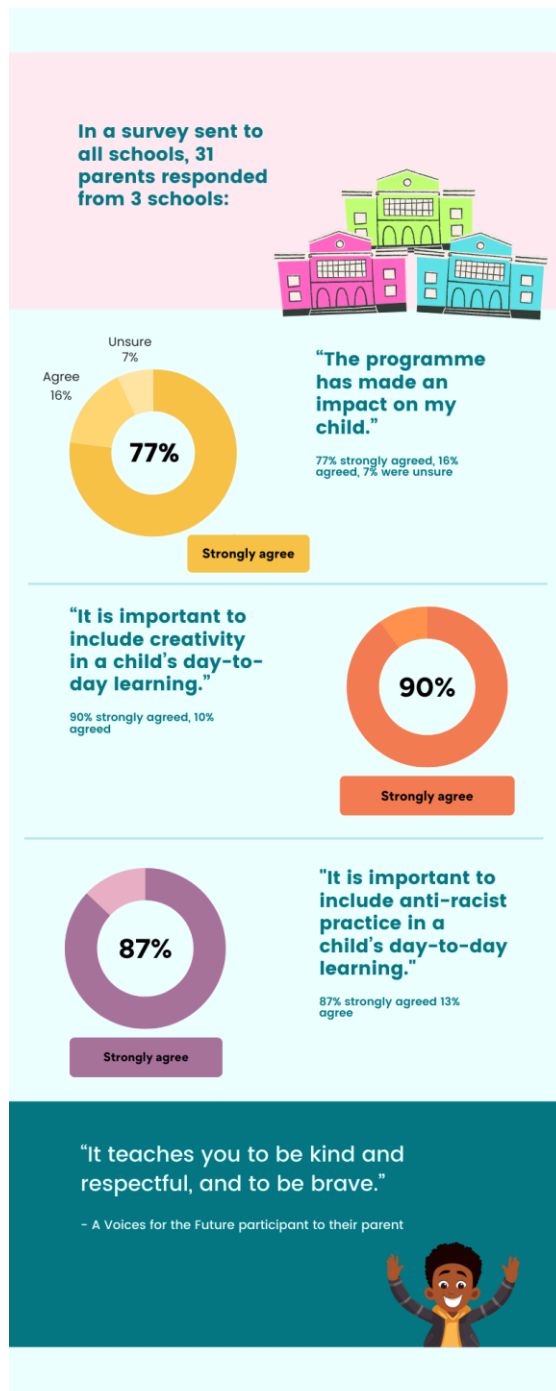 In a survey sent to
all schools, 31
parents responded
from 3 schools:
Unsure
7%
Agree
16%
77%
Strongly agree
“The programme
has made an
impact on my
child.”
77% strongly agreed, 16%
agreed, 7% were unsure
“It is important to
include creativity
in a child’s day-to-
day learning.”
90% strongly agreed, 10%
agreed
90%
Strongly agree
87%
Strongly agree
"It is important to
include anti-racist
practice in a
child’s day-to-day
learning."
87% strongly agreed 13%
agree
“It teaches you to be kind and
respectful, and to be brave.”
- A Voices for the Future participant to their parent